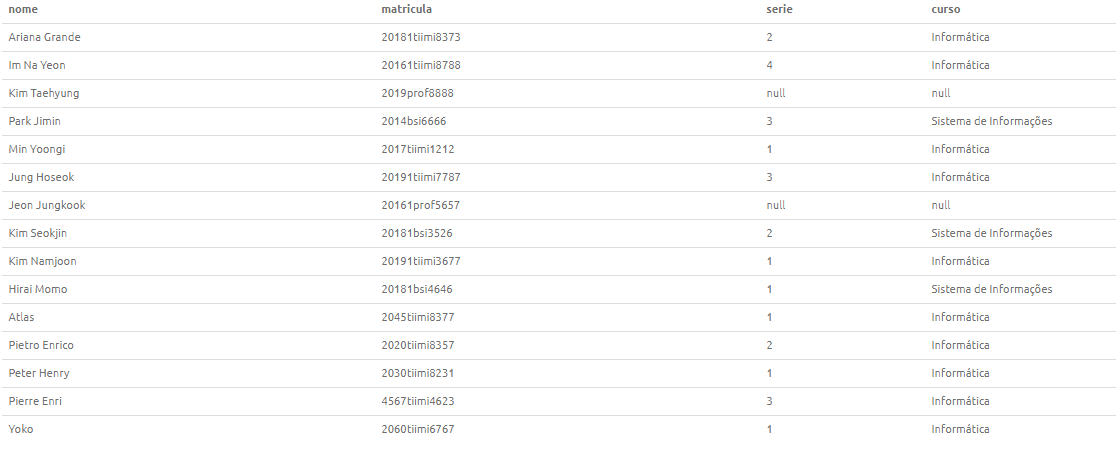 nome matricula serie curso
Ariana Grande 20181tiimi8373 2 Informática
Im Na Yeon 20161tiimi8788 4 Informática
Kim Taehyung 2019prof8888 null null
Park Jimin 2014bsi6666 3 Sistema de Informações
Min Yoongi 2017tiimi1212 1 Informática
Jung Hoseok 20191tiimi7787 3 Informática
Jeon Jungkook 20161prof5657 null null
Kim Seokjin 20181bsi3526 2 Sistema de Informações
Kim Namjoon 20191tiimi3677 1 Informática
Hirai Momo 20181bsi4646 1 Sistema de Informações
Atlas 2045tiimi8377 1 Informática
Pietro Enrico 2020tiimi8357 2 Informática
Peter Henry 2030tiimi8231 1 Informática
Pierre Enri 4567tiimi4623 3 Informática
Yoko 2060tiimi6767 1 Informática